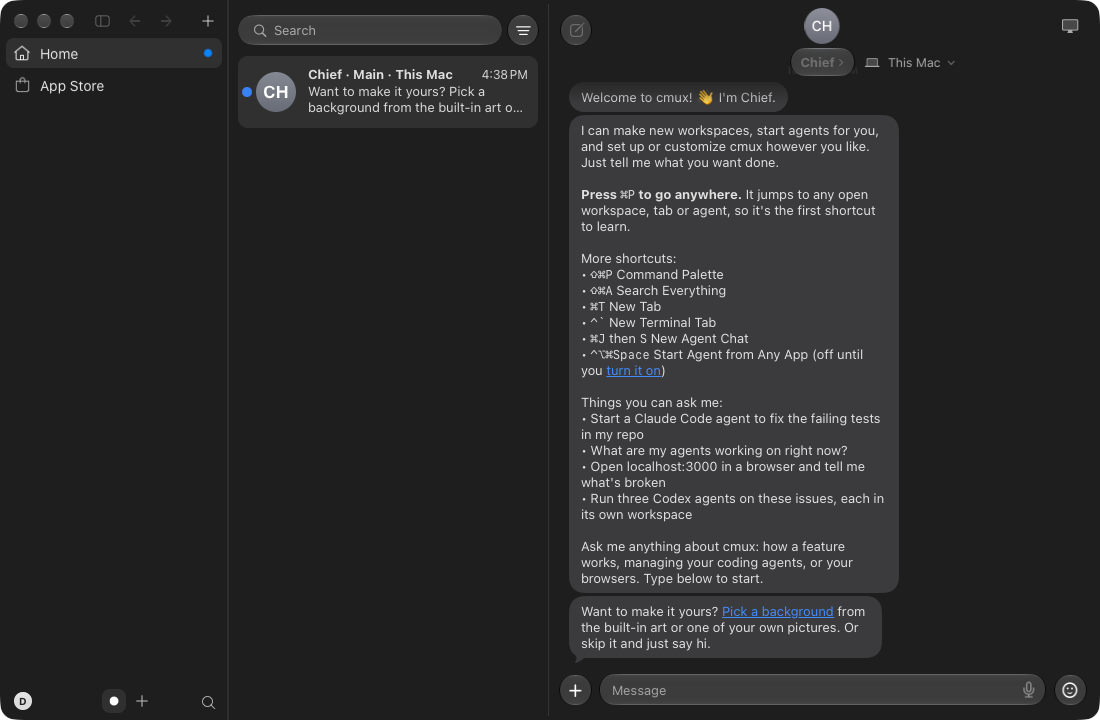 Home
App Store
D
Search
CH
Chief · Main · This Mac 4:38 PM
Want to make it yours? Pick a
background from the built-in art o...
CH
Chief
This Mac
Welcome to cmux! 👋 I'm Chief.
I can make new workspaces, start agents for you,
and set up or customize cmux however you like.
Just tell me what you want done.
Press ⌘P to go anywhere. It jumps to any open
workspace, tab or agent, so it's the first shortcut
to learn.
More shortcuts:
• ⇧⌘P Command Palette
• ⇧⌘A Search Everything
• ⌘T New Tab
• ^` New Terminal Tab
• ⌘J then S New Agent Chat
• ^⌥⌘Space Start Agent from Any App (off until
you turn it on)
Things you can ask me:
• Start a Claude Code agent to fix the failing tests
in my repo
• What are my agents working on right now?
• Open localhost:3000 in a browser and tell me
what's broken
• Run three Codex agents on these issues, each in
its own workspace
Ask me anything about cmux: how a feature
works, managing your coding agents, or your
browsers. Type below to start.
Want to make it yours? Pick a background from
the built-in art or one of your own pictures. Or
skip it and just say hi.
Message